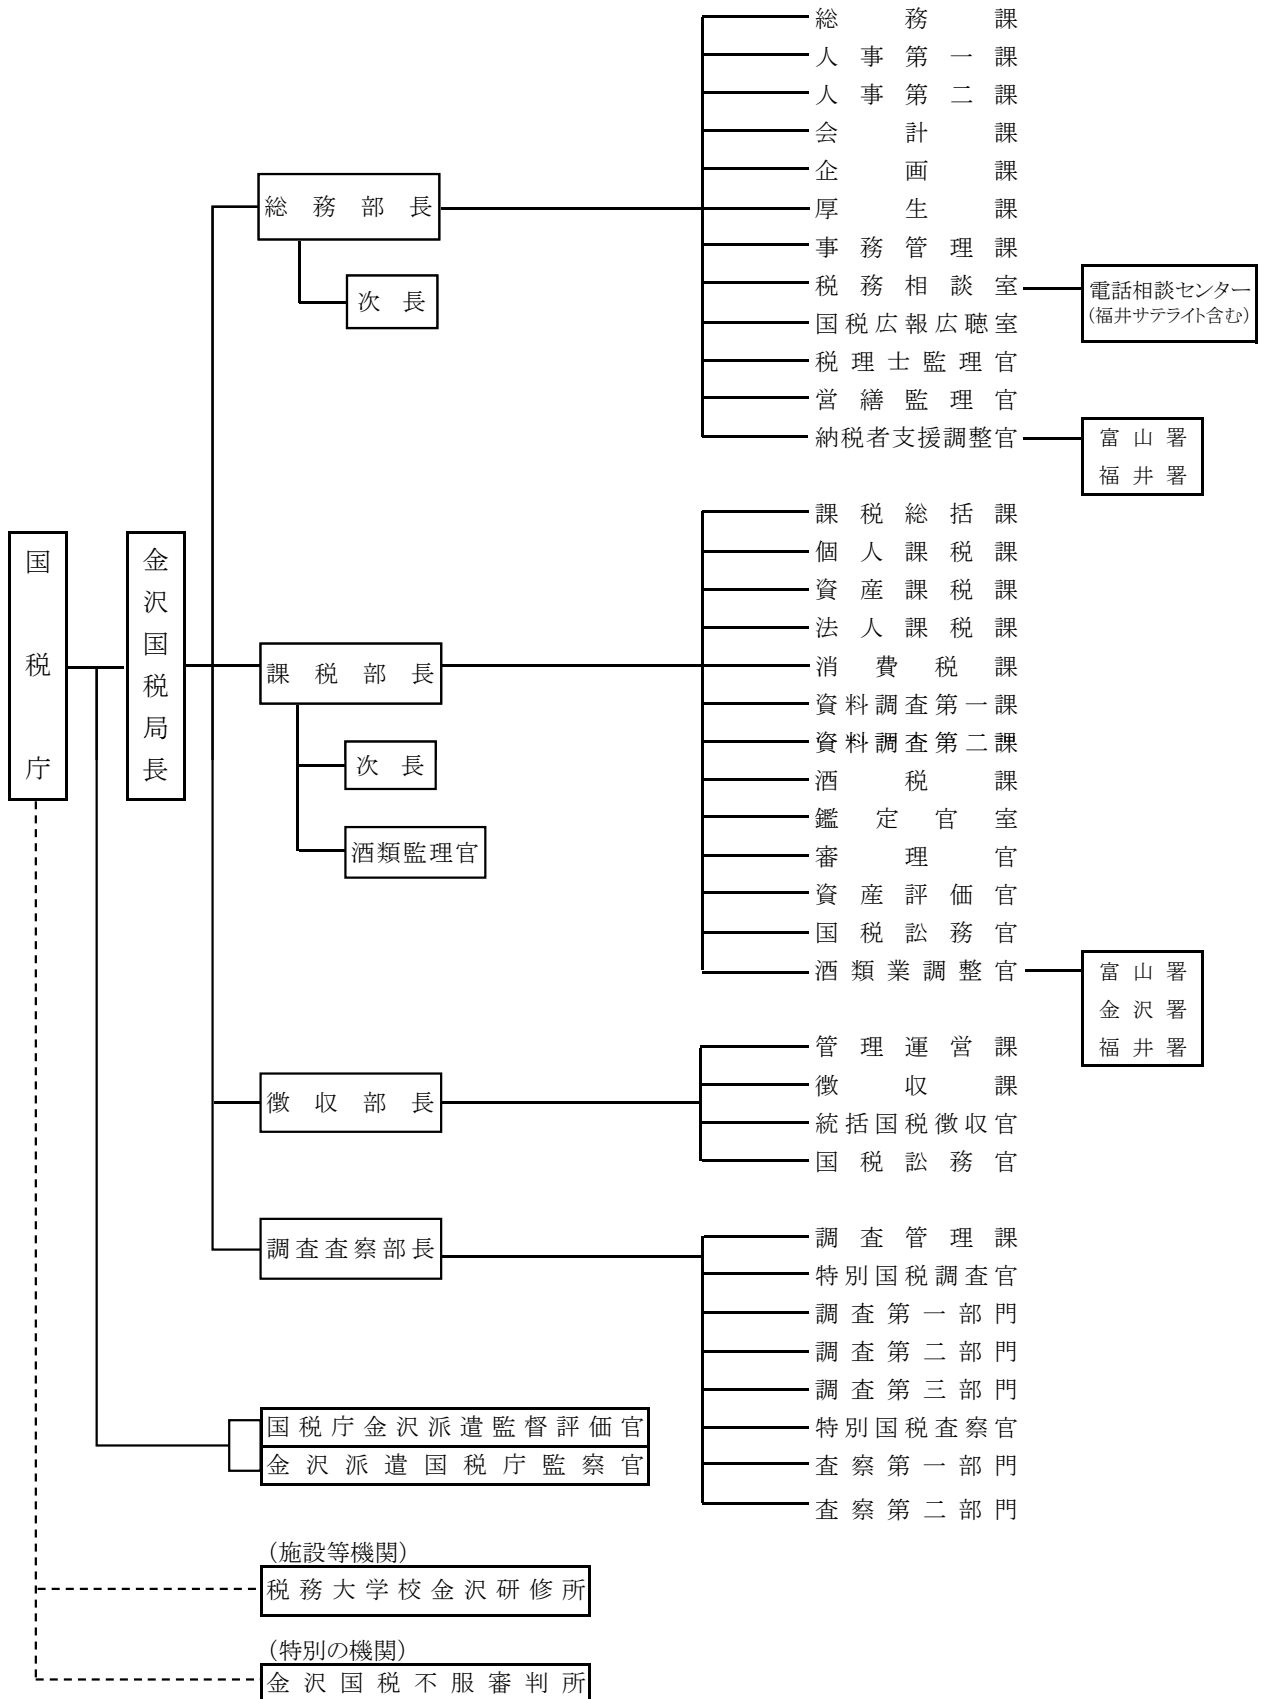 国税庁
金沢国税局長
総務部長
次長
総務課
人事第一課
人事第二課
会計課
企画課
厚生課
事務管理課
税務相談室
国税広報広聴室
税理士監理官
営繕監理官
納税者支援調整官
電話相談センター
(福井サテライト含む)
富山署
福井署
課税部長
次長
酒類監理官
課税総括課
個人課税課
資産課税課
法人課税課
消費税課
資料調査第一課
資料調査第二課
酒税課
鑑定官室
審理官
資産評価官
国税訟務官
酒類業調整官
富山署
金沢署
福井署
徴収部長
管理運営課
徴収課
統括国税徴収官
国税訟務官
調査査察部長
調査管理課
特別国税調査官
調査第一部門
調査第二部門
調査第三部門
特別国税査察官
査察第一部門
査察第二部門
国税庁金沢派遣監督評価官
金沢派遣国税庁監察官
(施設等機関)
税務大学校金沢研修所
(特別の機関)
金沢国税不服審判所